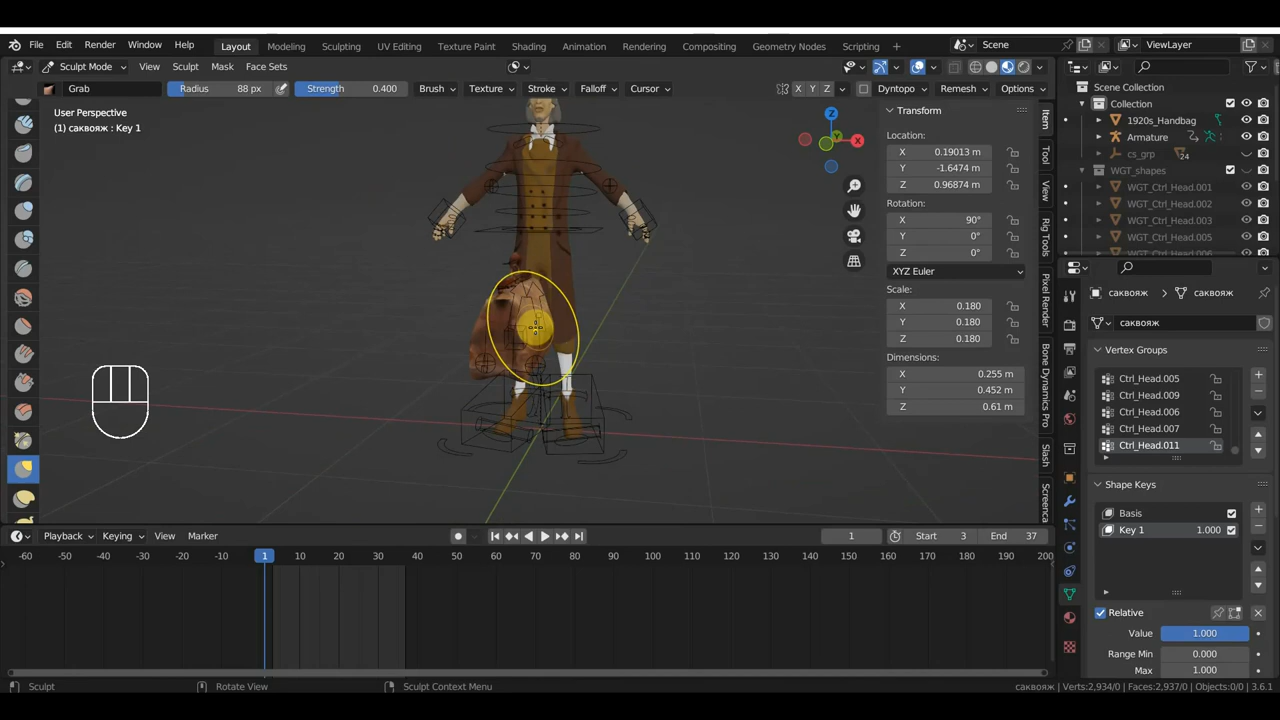 File Edit Render Window Help Layout Modeling Sculpting UV Editing Texture Paint Shading Animation Rendering Compositing Geometry Nodes Scripting + Scene ViewLayer
Sculpt Mode View Sculpt Mask Face Sets
Grab Radius 88 px Strength 0.400 Brush Texture Stroke Falloff Cursor X Y Z Dyntopo Remesh Options
User Perspective
(1) саквояж : Key 1
Z
X
Y
Transform
Location:
X 0.19013 m
Y -1.6474 m
Z 0.96874 m
Rotation:
X 90°
Y 0°
Z 0°
XYZ Euler
Scale:
X 0.180
Y 0.180
Z 0.180
Dimensions:
X 0.255 m
Y 0.452 m
Z 0.61 m
Item
Tool
View
Rig Tools
Pixel Render
Bone Dynamics Pro
Slash
Screenca
Scene Collection
Collection
1920s_Handbag
Armature
cs_grp 24
WGT_shapes
WGT_Ctrl_Head.001
WGT_Ctrl_Head.002
WGT_Ctrl_Head.003
WGT_Ctrl_Head.005
WGT_Ctrl_Head.006
саквояж > саквояж
саквояж
Vertex Groups
Ctrl_Head.005
Ctrl_Head.009
Ctrl_Head.006
Ctrl_Head.007
Ctrl_Head.011
Shape Keys
Basis
Key 1 1.000
Relative
Value 1.000
Range Min 0.000
Max 1.000
Playback Keying View Marker 1 Start 3 End 37
-60 -50 -40 -30 -20 -10 1 10 20 30 40 50 60 70 80 90 100 110 120 130 140 150 160 170 180 190 200
Sculpt Rotate View Sculpt Context Menu саквояж | Verts:2,934/0 | Faces:2,937/0 | Objects:0/0 | 3.6.1